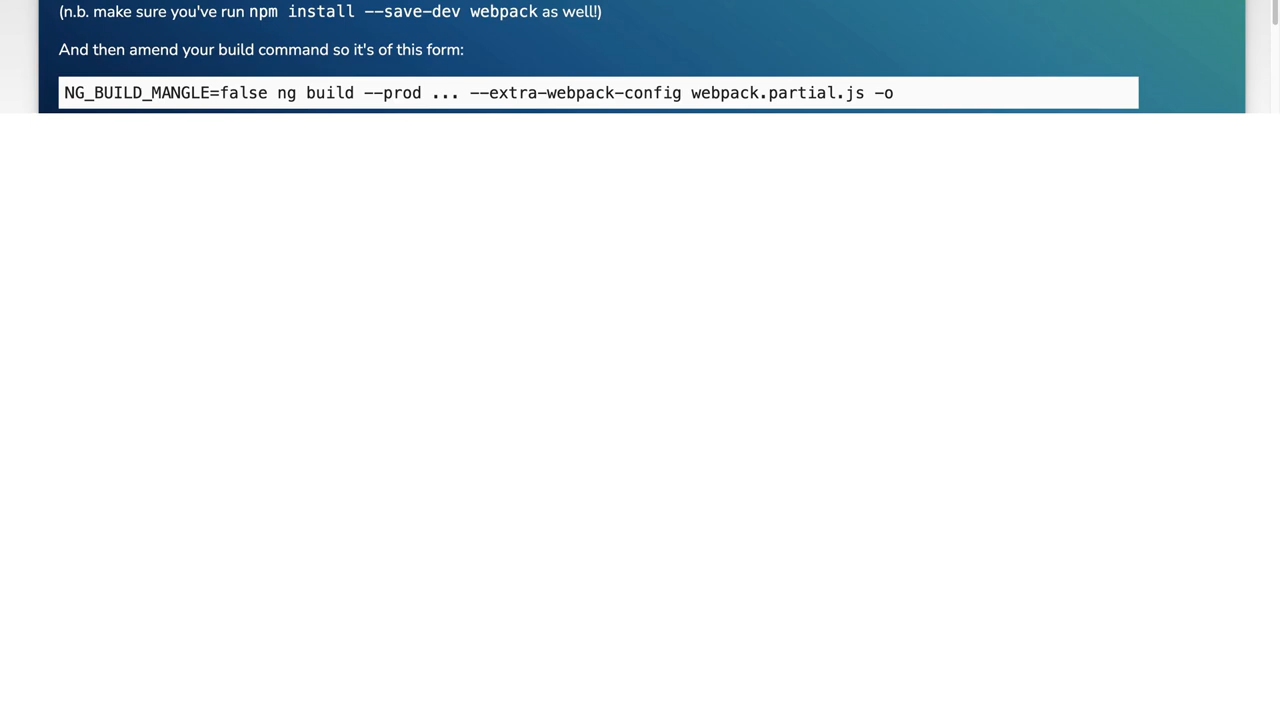 (n.b. make sure you've run npm install --save-dev webpack as well!)
And then amend your build command so it's of this form:
NG_BUILD_MANGLE=false ng build --prod ... --extra-webpack-config webpack.partial.js -o